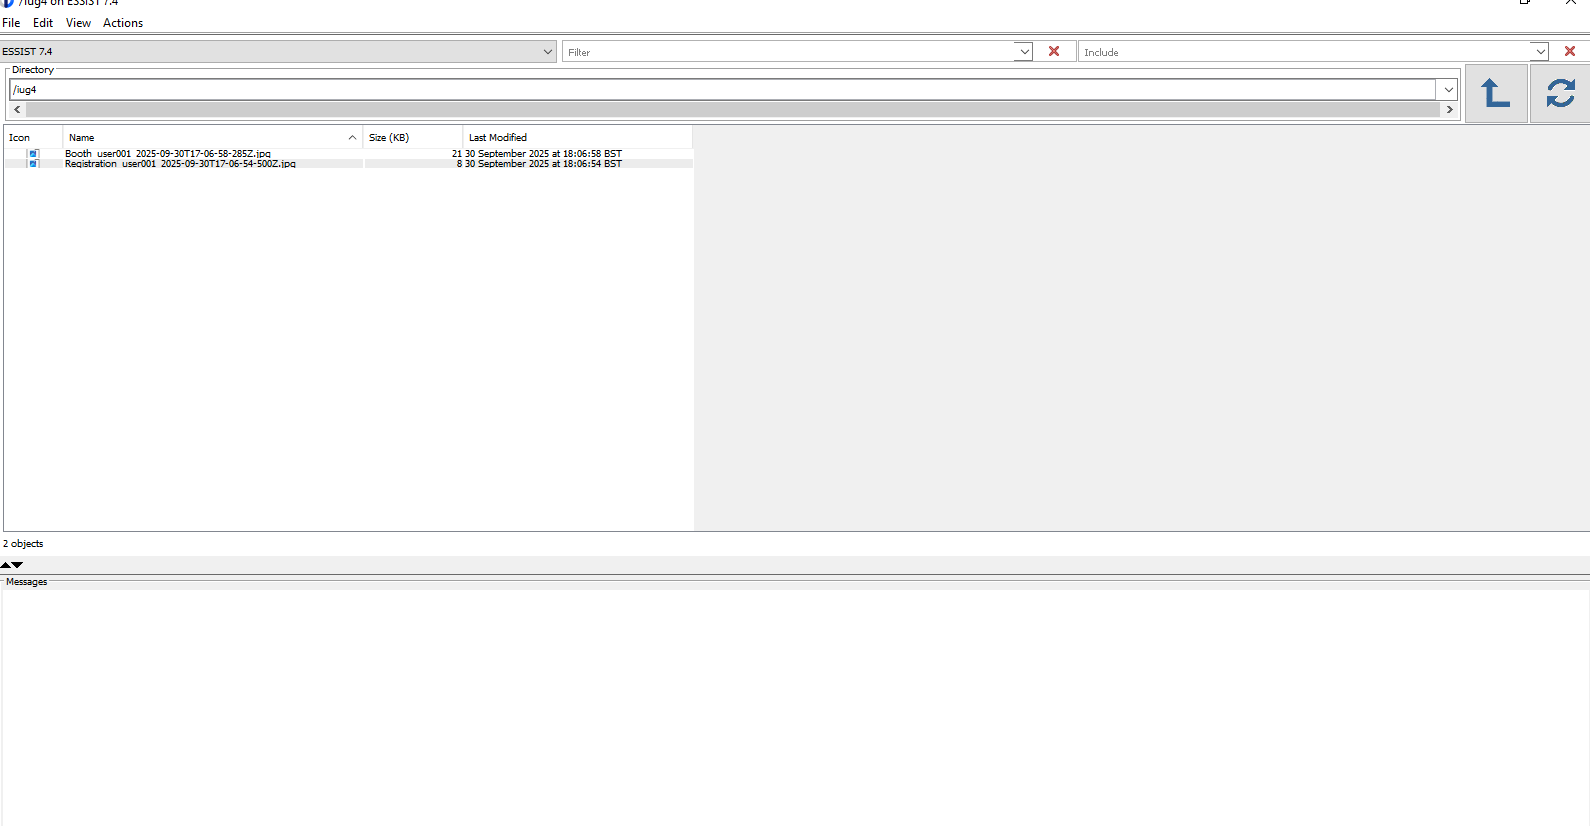 /iug4 on ESSIST 7.4
File Edit View Actions
ESSIST 7.4 Filter Include
Directory
/iug4
Icon Name Size (KB) Last Modified
Booth_user001_2025-09-30T17-06-58-285Z.jpg 21 30 September 2025 at 18:06:58 BST
Registration_user001_2025-09-30T17-06-54-500Z.jpg 8 30 September 2025 at 18:06:54 BST
2 objects
Messages